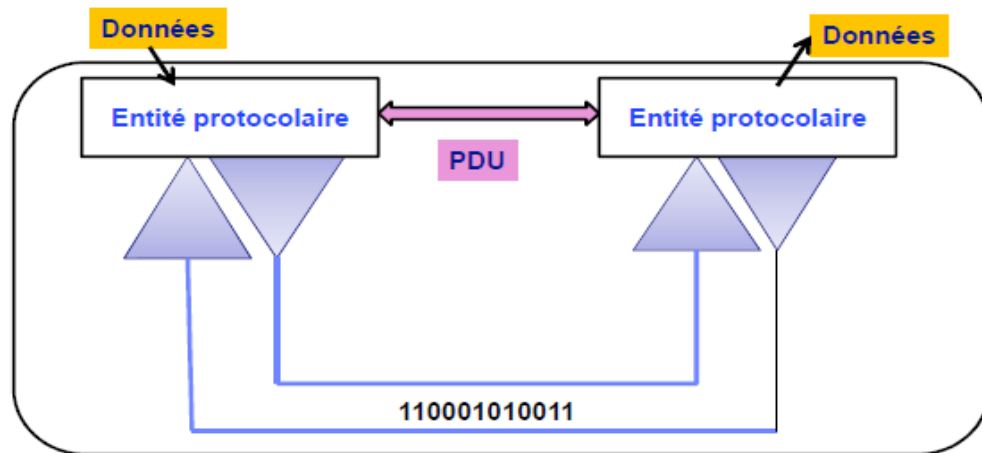 Données
Données
Entité protocolaire
Entité protocolaire
PDU
110001010011